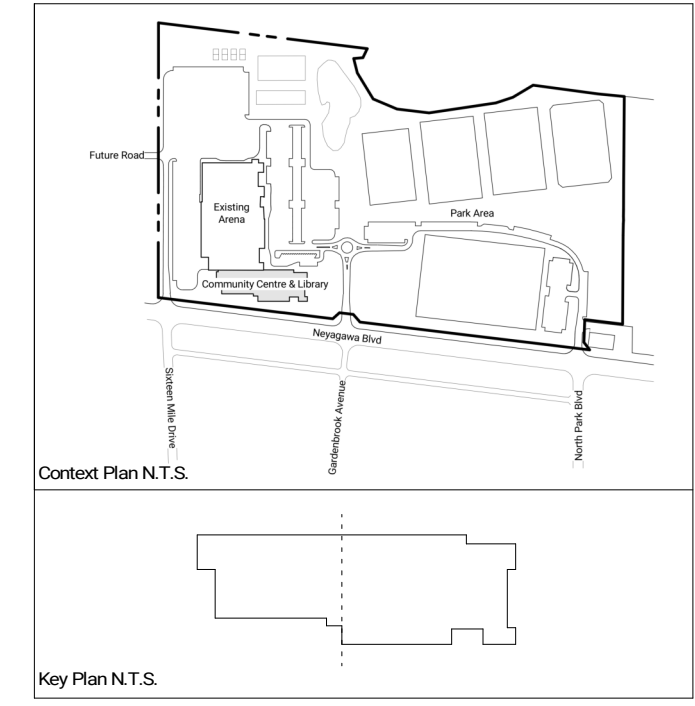 Future Road
Existing
Arena
Park Area
Community Centre & Library
Neyagawa Blvd
Sixteen Mile Drive
Gardenbrook Avenue
North Park Blvd
Context Plan N.T.S.
Key Plan N.T.S.